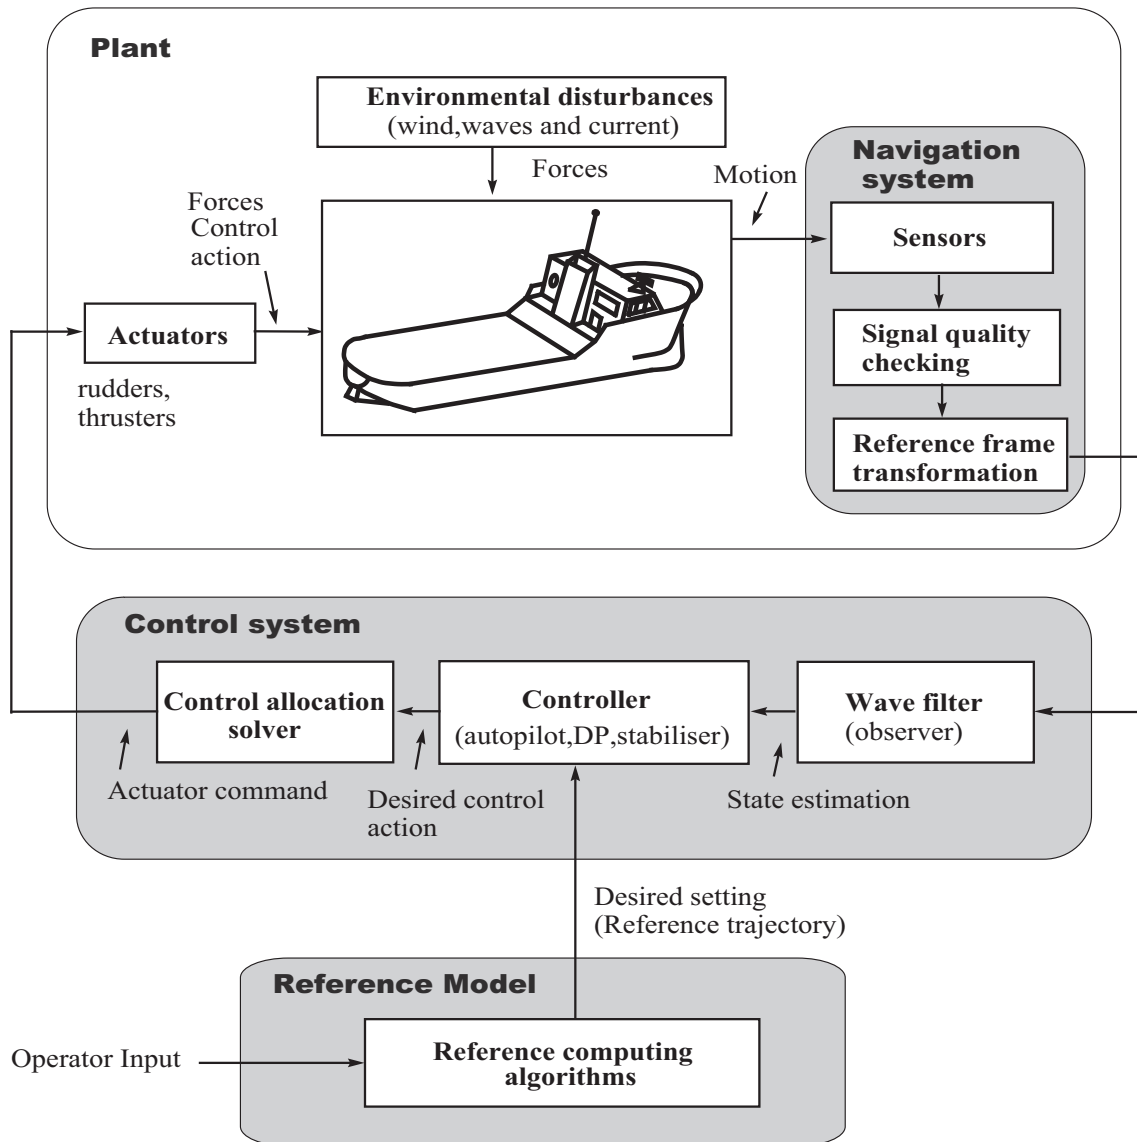 Plant
Environmental disturbances
(wind,waves and current)
Forces
Motion
Navigation
system
Forces
Control
action
Sensors
Actuators
Signal quality
checking
rudders,
thrusters
Reference frame
transformation
Control system
Control allocation
solver
Controller
(autopilot,DP,stabiliser)
Wave filter
(observer)
Actuator command
Desired control
action
State estimation
Desired setting
(Reference trajectory)
Reference Model
Operator Input
Reference computing
algorithms